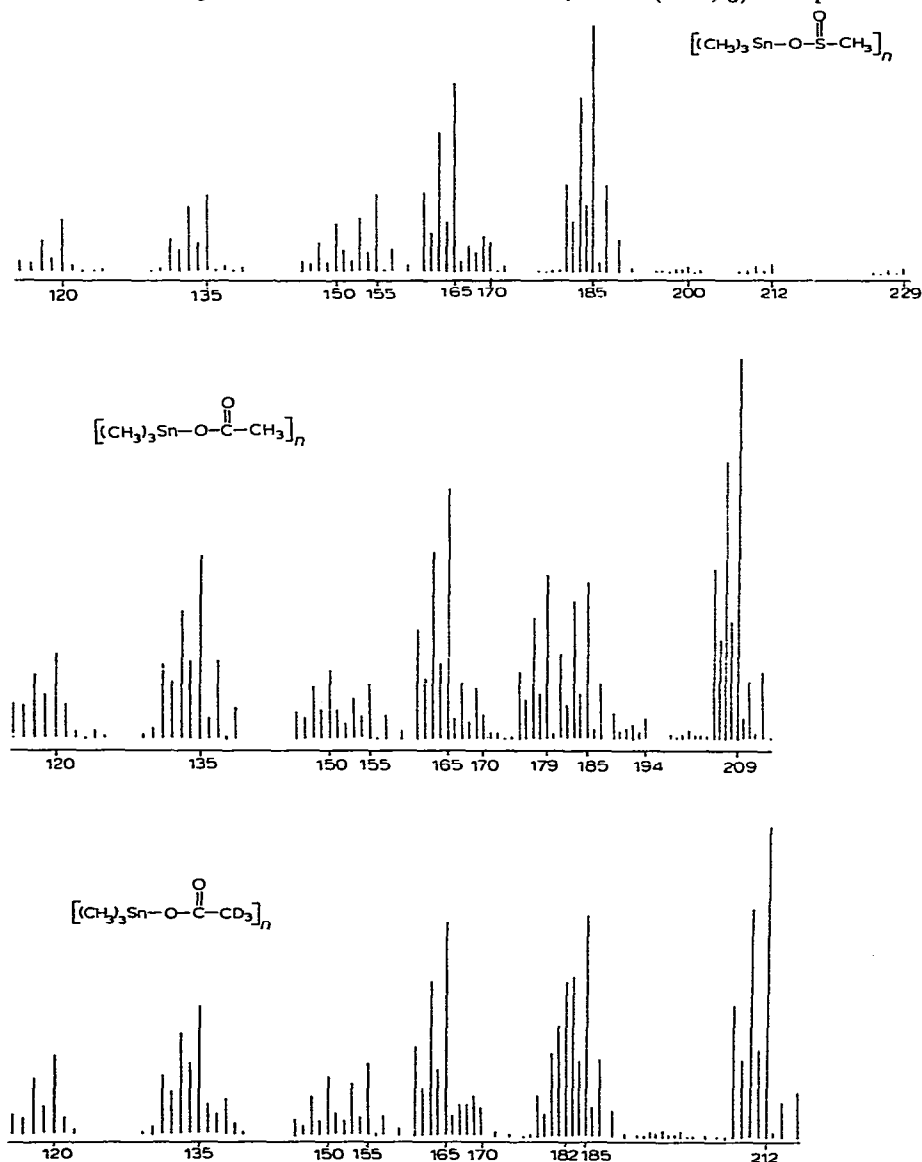 O
[(CH₃)₃Sn—O—S—CH₃]n
120 135 150 155 165 170 185 200 212 229
O
[(CH₃)₃Sn—O—C—CH₃]n
120 135 150 155 165 170 179 185 194 209
O
[(CH₃)₃Sn—O—C—CD₃]n
120 135 150 155 165 170 182 185 212